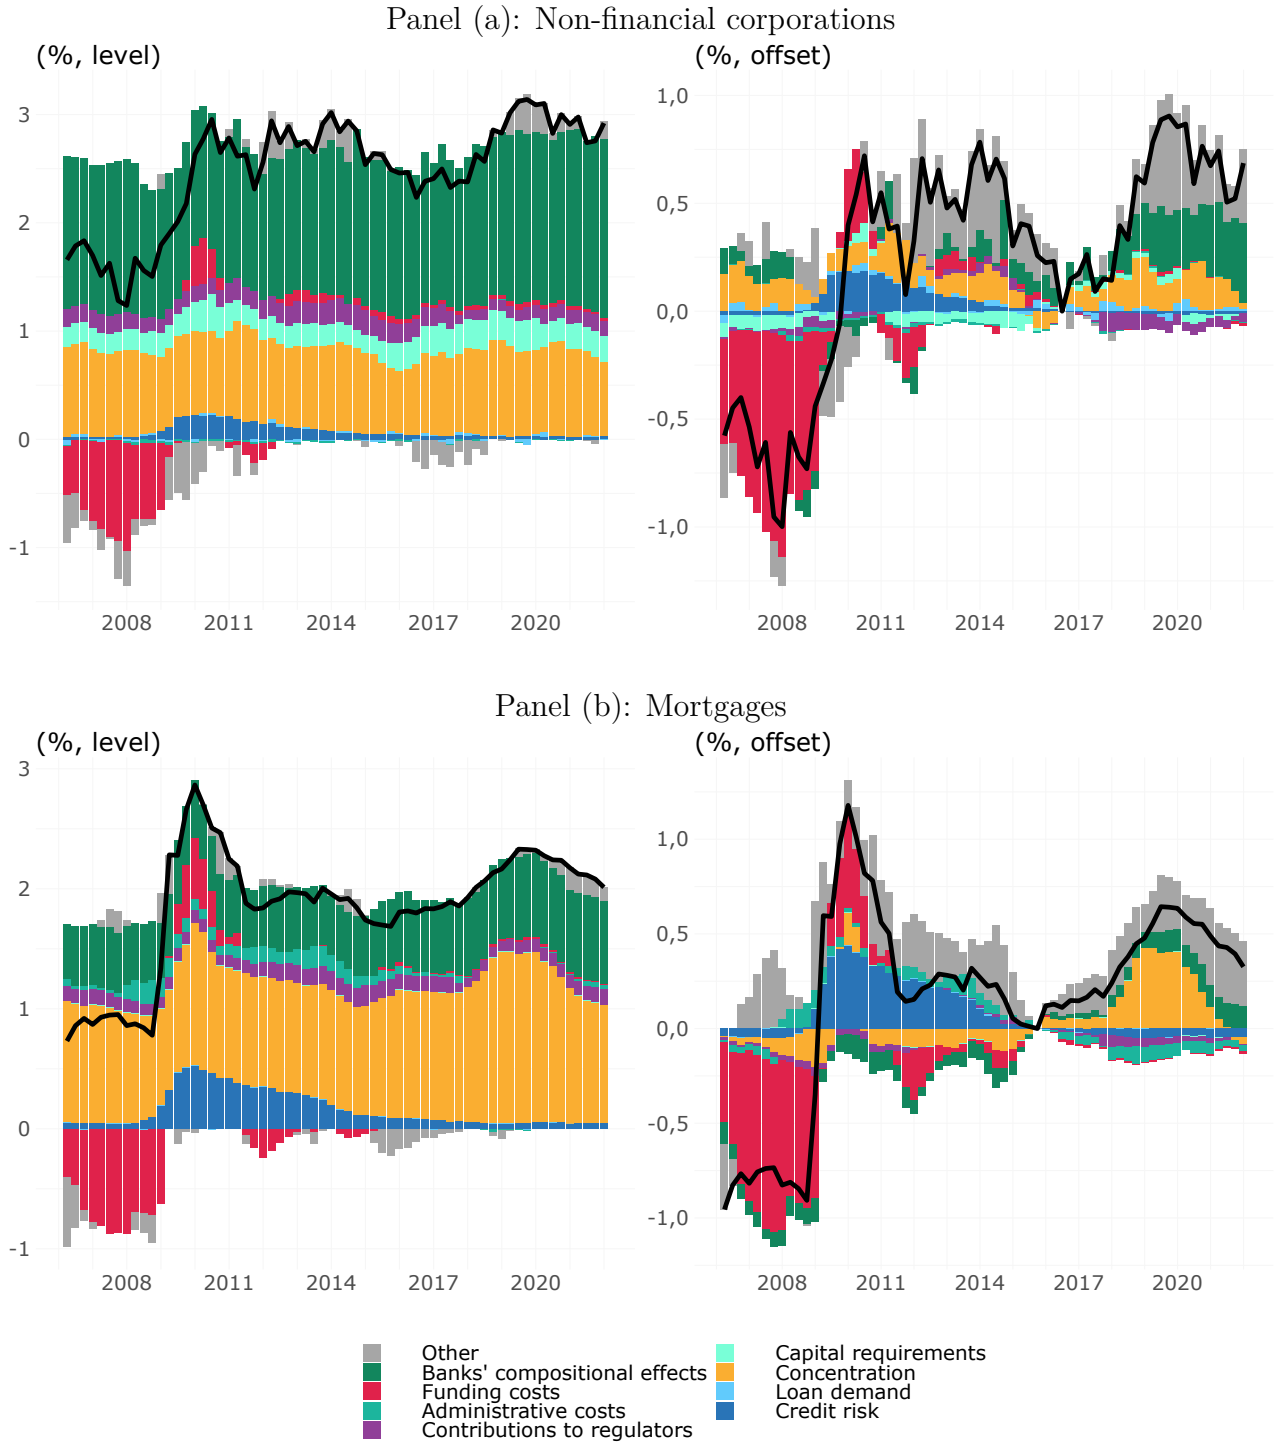 Panel (a): Non-financial corporations
(%, level)
(%, offset)
3
2
1
0
-1
2008 2011 2014 2017 2020
1,0
0,5
0,0
-0,5
-1,0
2008 2011 2014 2017 2020
Panel (b): Mortgages
(%, level)
(%, offset)
3
2
1
0
-1
2008 2011 2014 2017 2020
1,0
0,5
0,0
-0,5
-1,0
2008 2011 2014 2017 2020
Other
Banks' compositional effects
Funding costs
Administrative costs
Contributions to regulators
Capital requirements
Concentration
Loan demand
Credit risk